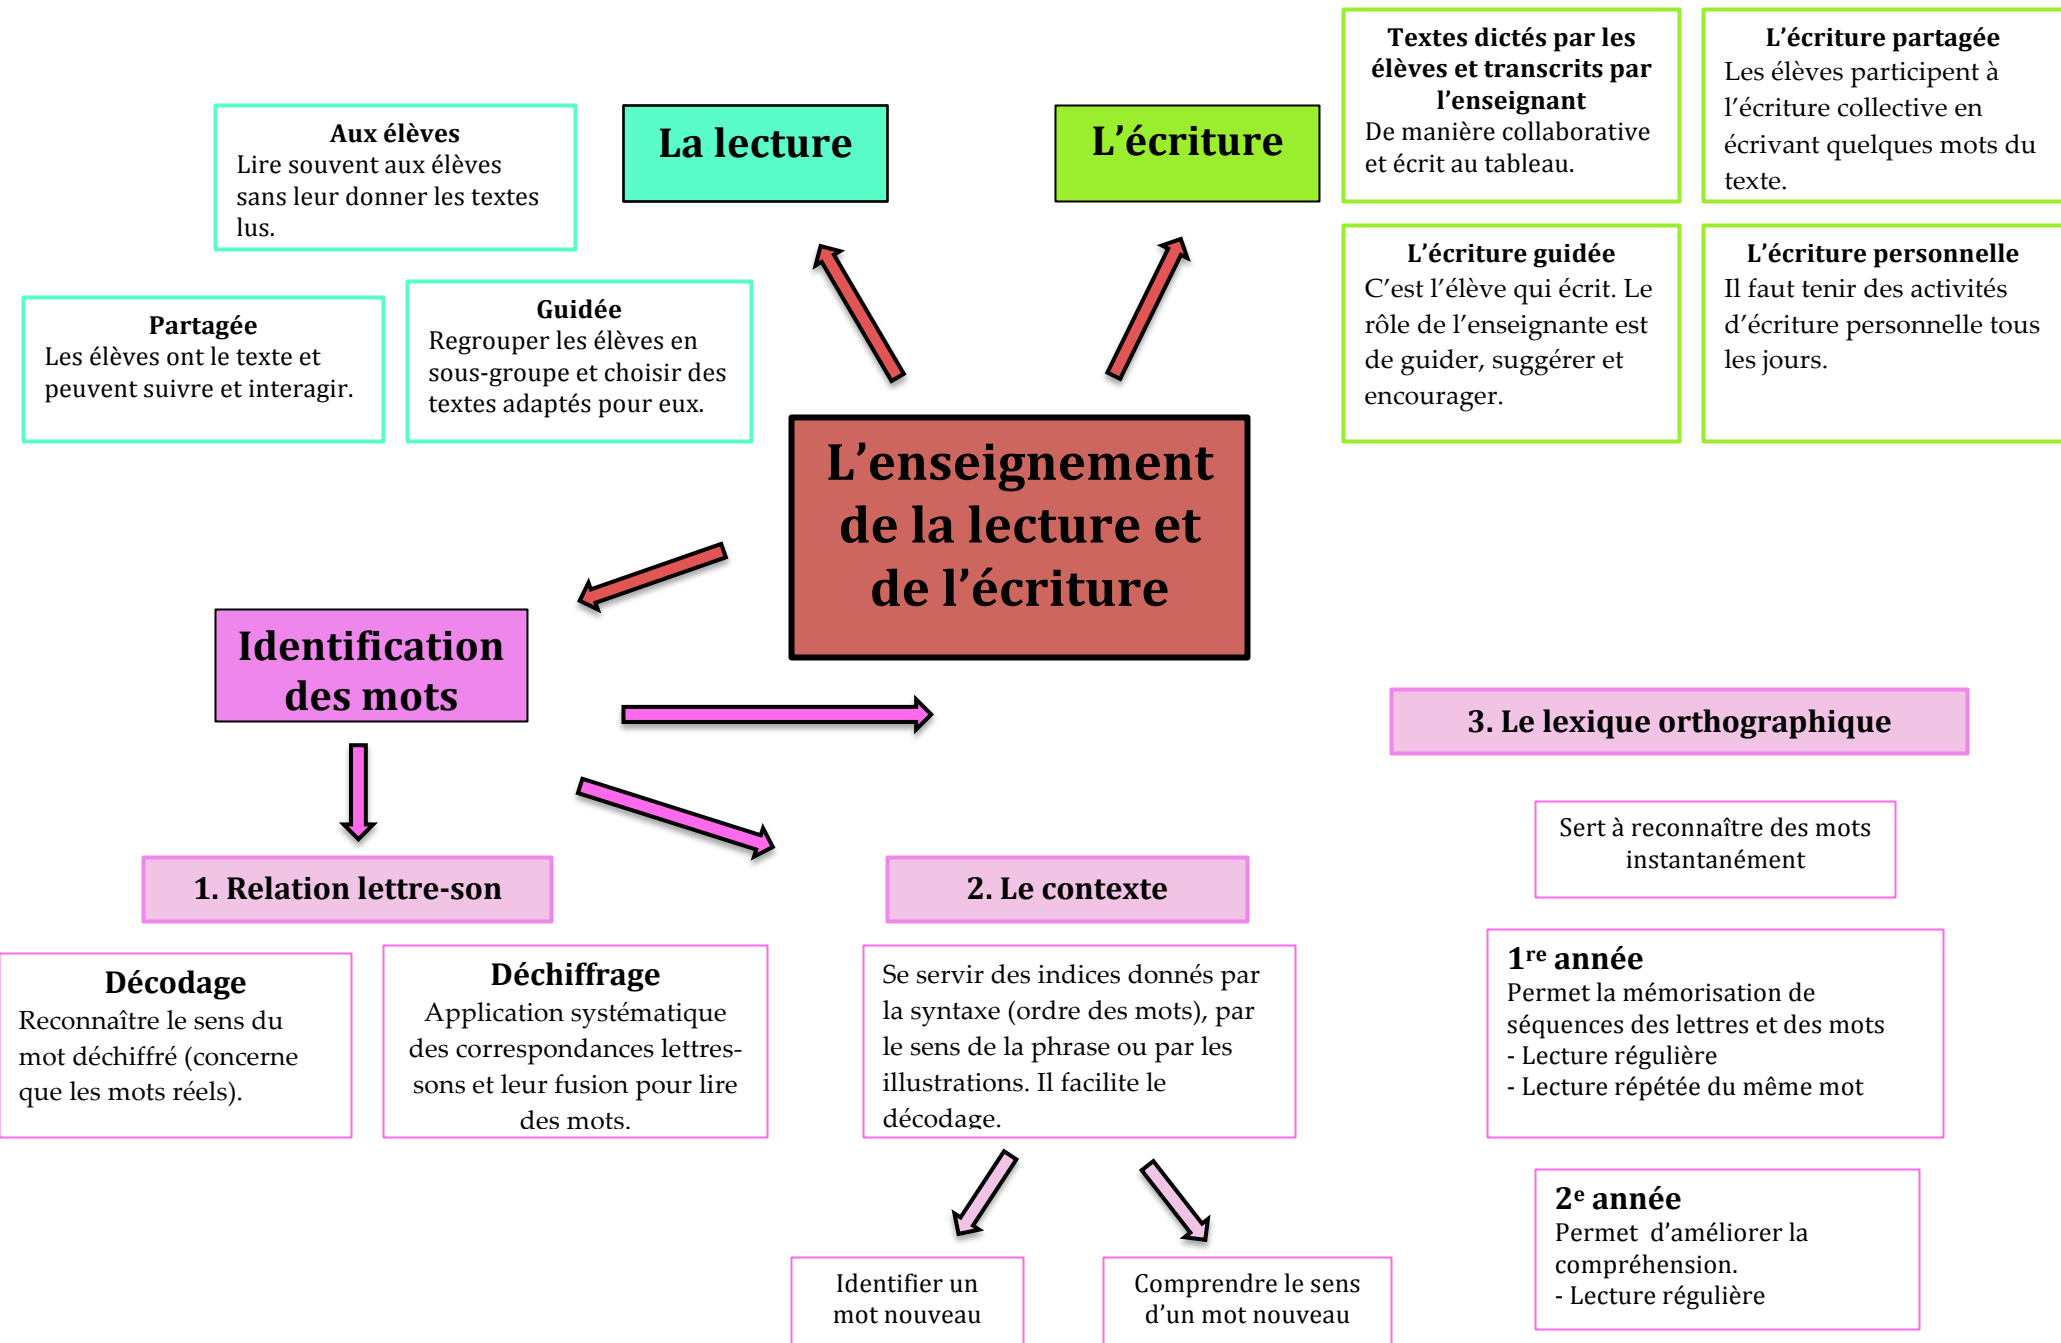 La lecture
Aux élèves
Lire souvent aux élèves
sans leur donner les textes
lus.
Partagée
Les élèves ont le texte et
peuvent suivre et interagir.
Guidée
Regrouper les élèves en
sous-groupe et choisir des
textes adaptés pour eux.
L’écriture
Textes dictés par les
élèves et transcrits par
l’enseignant
De manière collaborative
et écrit au tableau.
L’écriture partagée
Les élèves participent à
l’écriture collective en
écrivant quelques mots du
texte.
L’écriture guidée
C’est l’élève qui écrit. Le
rôle de l’enseignante est
de guider, suggérer et
encourager.
L’écriture personnelle
Il faut tenir des activités
d’écriture personnelle tous
les jours.
L’enseignement
de la lecture et
de l’écriture
Identification
des mots
1. Relation lettre-son
Décodage
Reconnaître le sens du
mot déchiffré (concerne
que les mots réels).
Déchiffrage
Application systématique
des correspondances lettres-
sons et leur fusion pour lire
des mots.
2. Le contexte
Se servir des indices donnés par
la syntaxe (ordre des mots), par
le sens de la phrase ou par les
illustrations. Il facilite le
décodage.
Identifier un
mot nouveau
Comprendre le sens
d’un mot nouveau
3. Le lexique orthographique
Sert à reconnaître des mots
instantanément
1re année
Permet la mémorisation de
séquences des lettres et des mots
- Lecture régulière
- Lecture répétée du même mot
2e année
Permet  d’améliorer la
compréhension.
- Lecture régulière